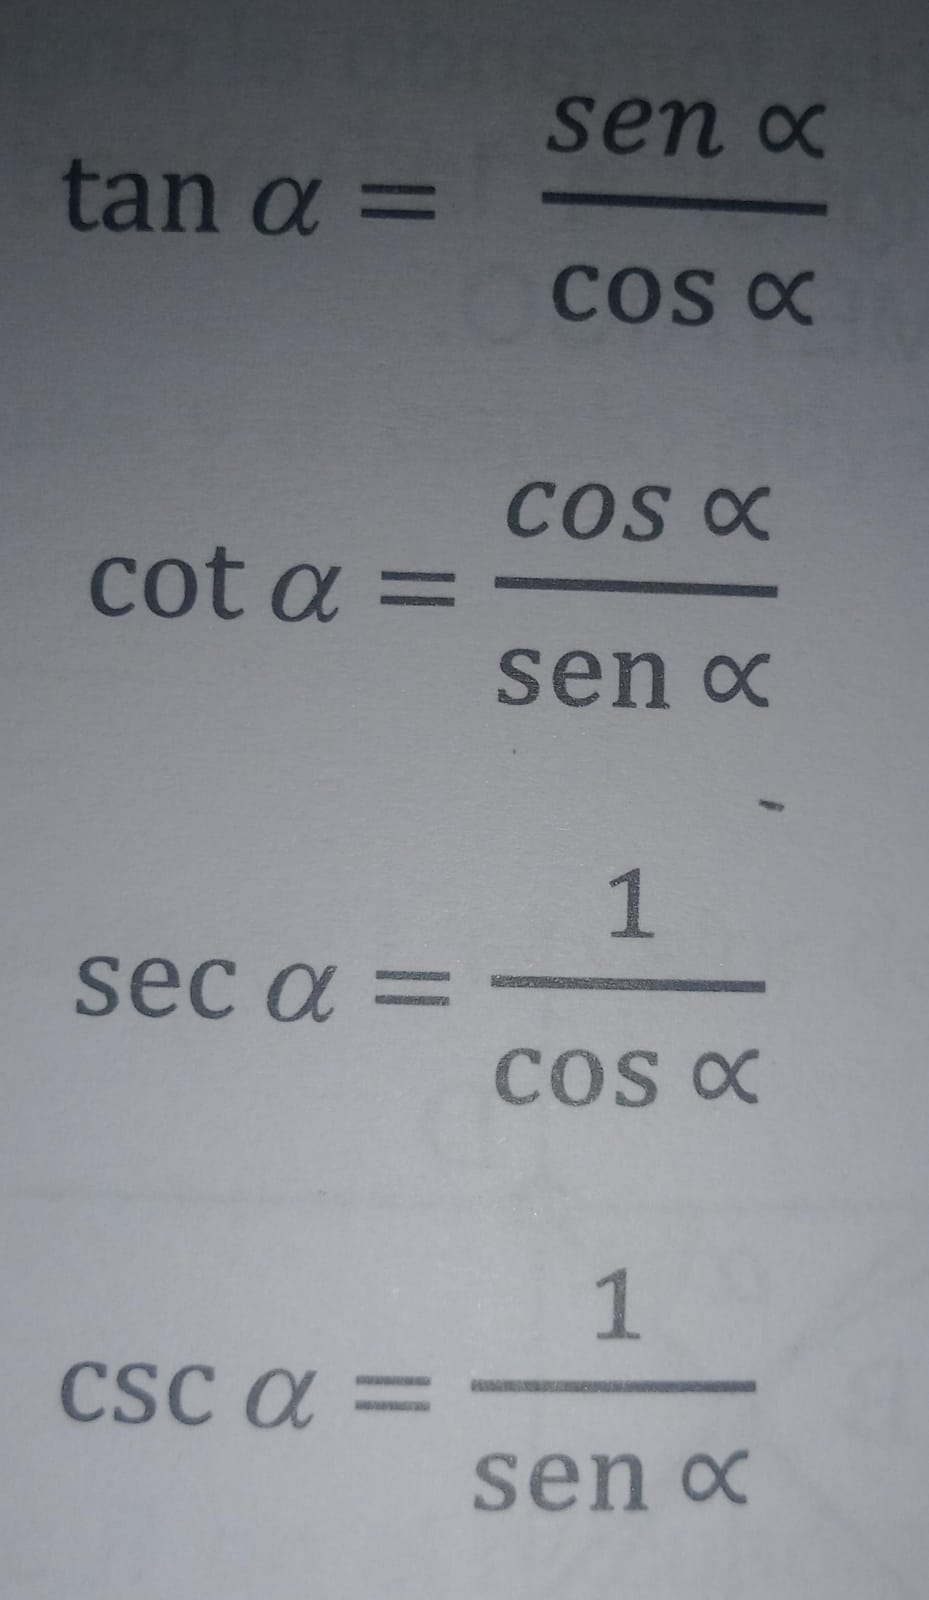 tan α = sen ∝ / cos ∝
cot α = cos ∝ / sen ∝
sec α = 1 / cos ∝
csc α = 1 / sen ∝